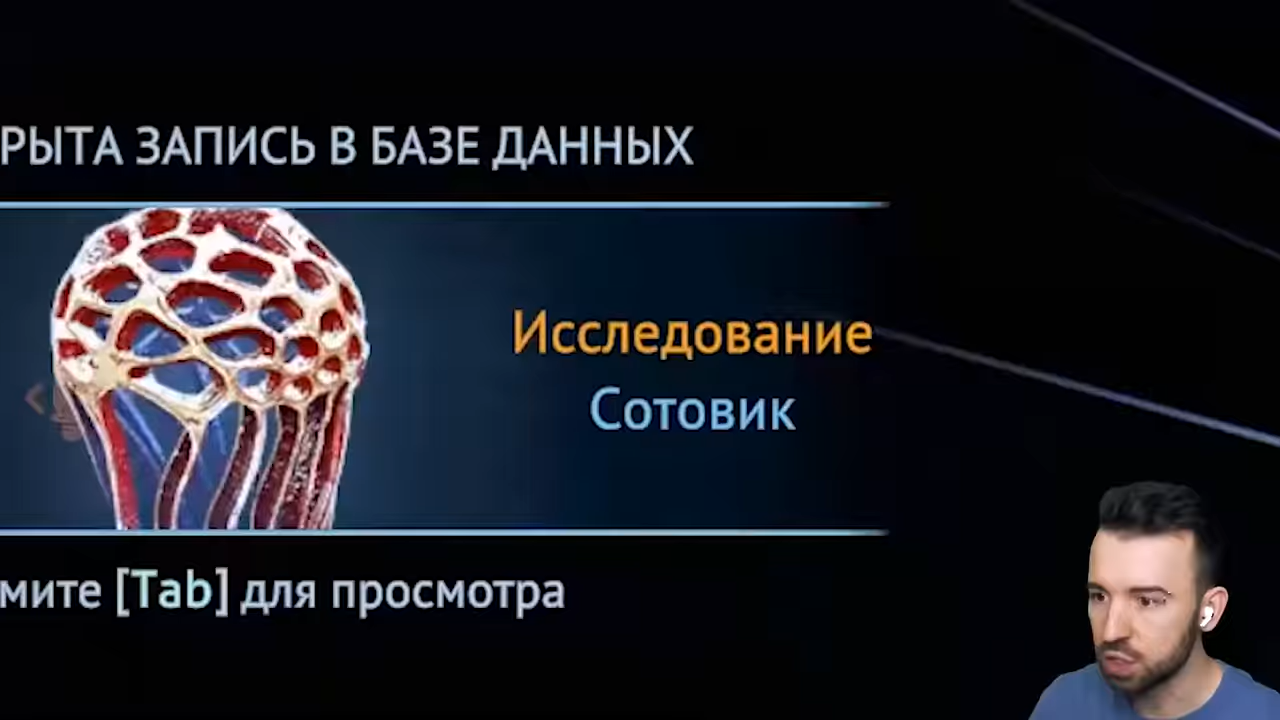 РЫТА ЗАПИСЬ В БАЗЕ ДАННЫХ
Исследование
Сотовик
мите [Tab] для просмотра